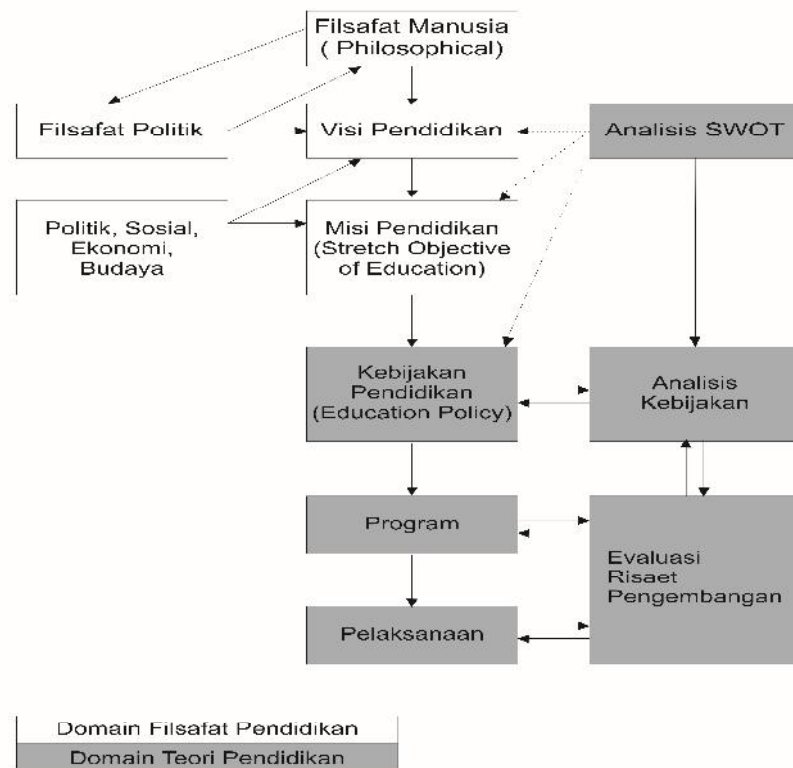 Filsafat Manusia
( Philosophical)
Filsafat Politik
Visi Pendidikan
Analisis SWOT
Politik, Sosial,
Ekonomi,
Budaya
Misi Pendidikan
(Stretch Objective
of Education)
Kebijakan
Pendidikan
(Education Policy)
Analisis
Kebijakan
Program
Evaluasi
Risaet
Pengembangan
Pelaksanaan
Domain Filsafat Pendidikan
Domain Teori Pendidikan